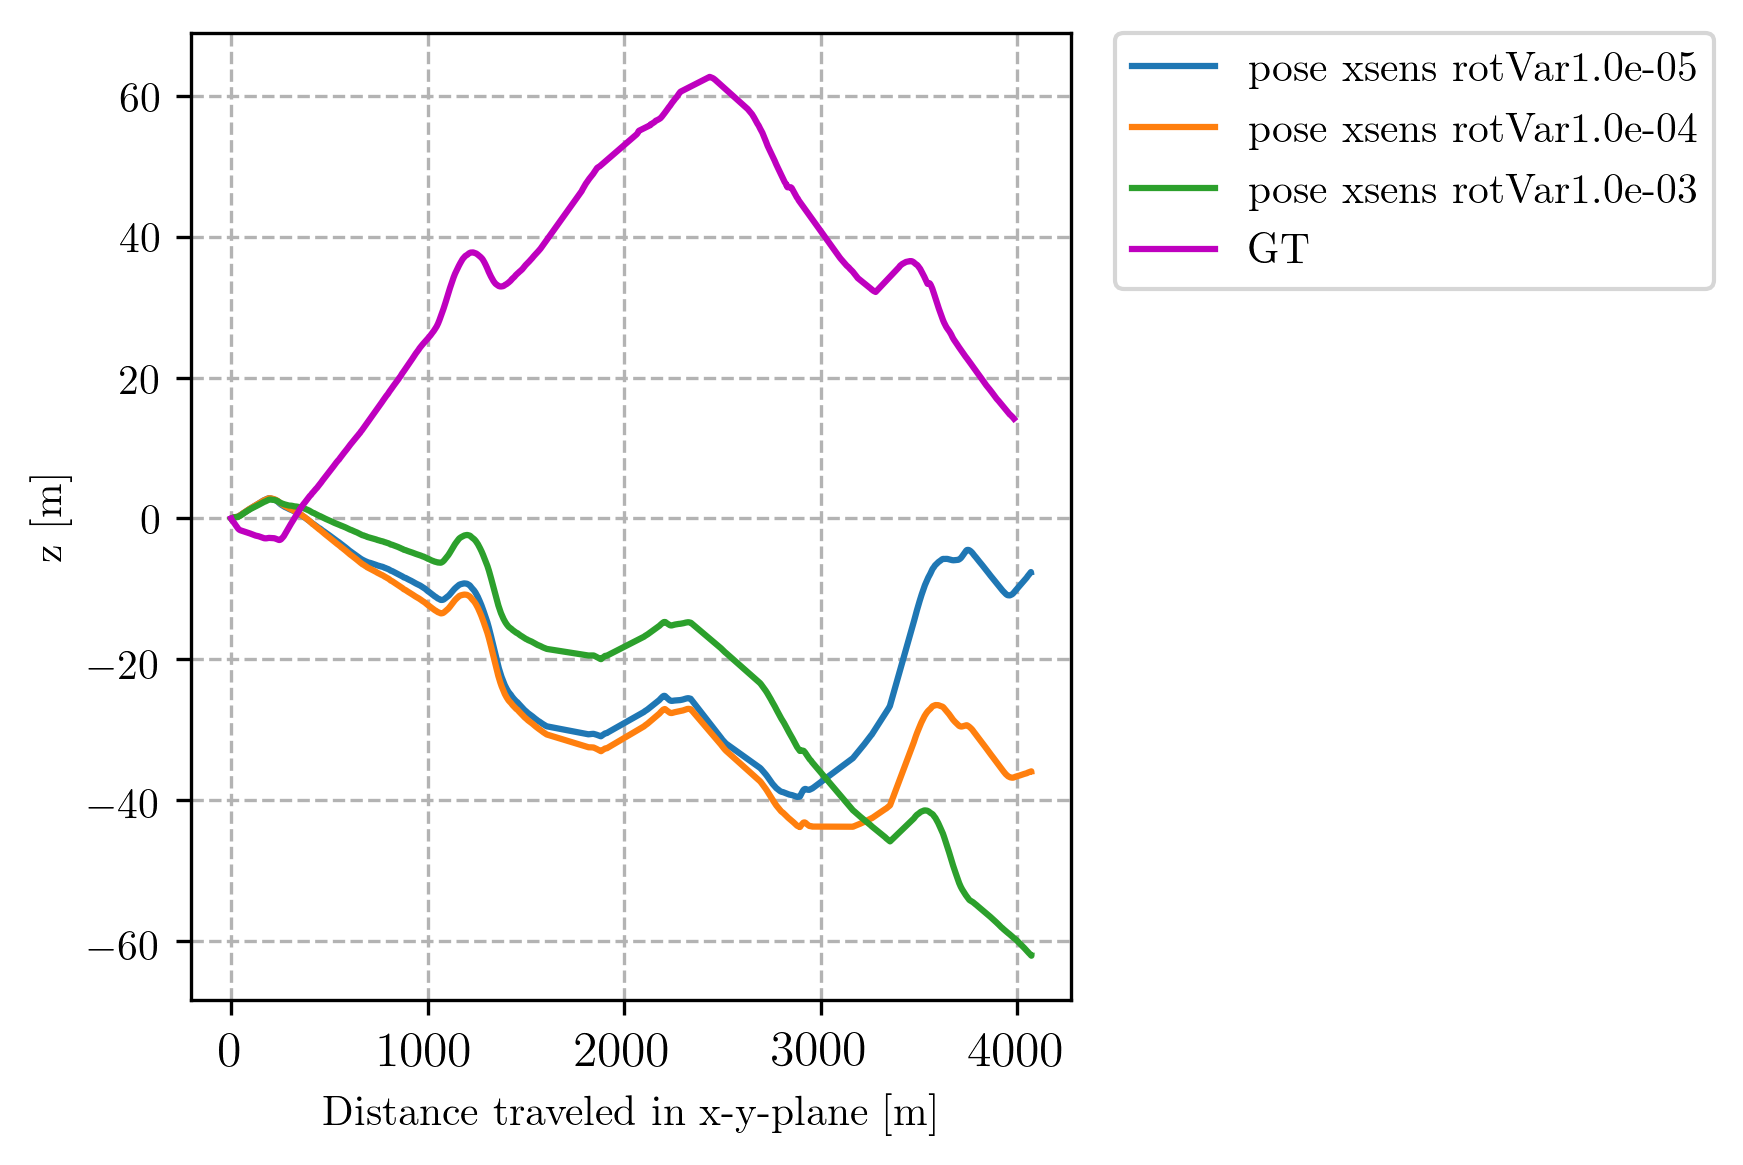 60
40
20
0
−20
−40
−60
z [m]
0 1000 2000 3000 4000
Distance traveled in x-y-plane [m]
pose xsens rotVar1.0e-05
pose xsens rotVar1.0e-04
pose xsens rotVar1.0e-03
GT